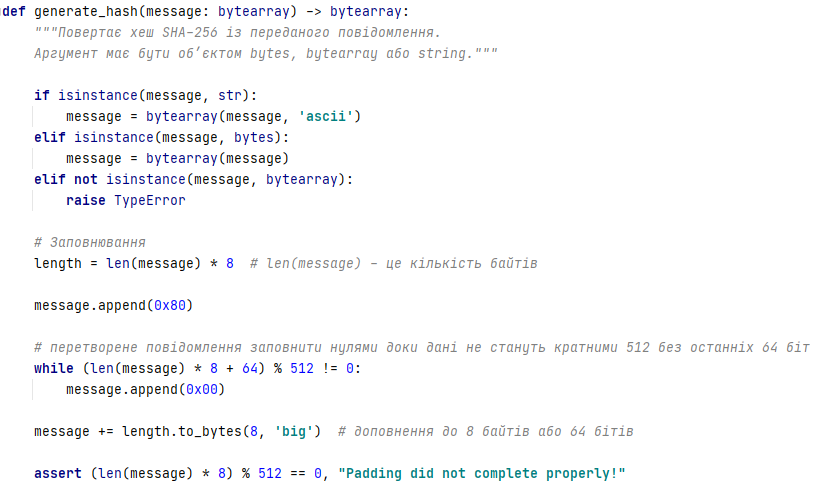 def generate_hash(message: bytearray) -> bytearray:
    """Повертає хеш SHA-256 із переданого повідомлення.
    Аргумент має бути об’єктом bytes, bytearray або string."""

    if isinstance(message, str):
        message = bytearray(message, 'ascii')
    elif isinstance(message, bytes):
        message = bytearray(message)
    elif not isinstance(message, bytearray):
        raise TypeError

    # Заповнювання
    length = len(message) * 8  # len(message) – це кількість байтів

    message.append(0x80)

    # перетворене повідомлення заповнити нулями доки дані не стануть кратними 512 без останніх 64 біт
    while (len(message) * 8 + 64) % 512 != 0:
        message.append(0x00)

    message += length.to_bytes(8, 'big')  # доповнення до 8 байтів або 64 бітів

    assert (len(message) * 8) % 512 == 0, "Padding did not complete properly!"